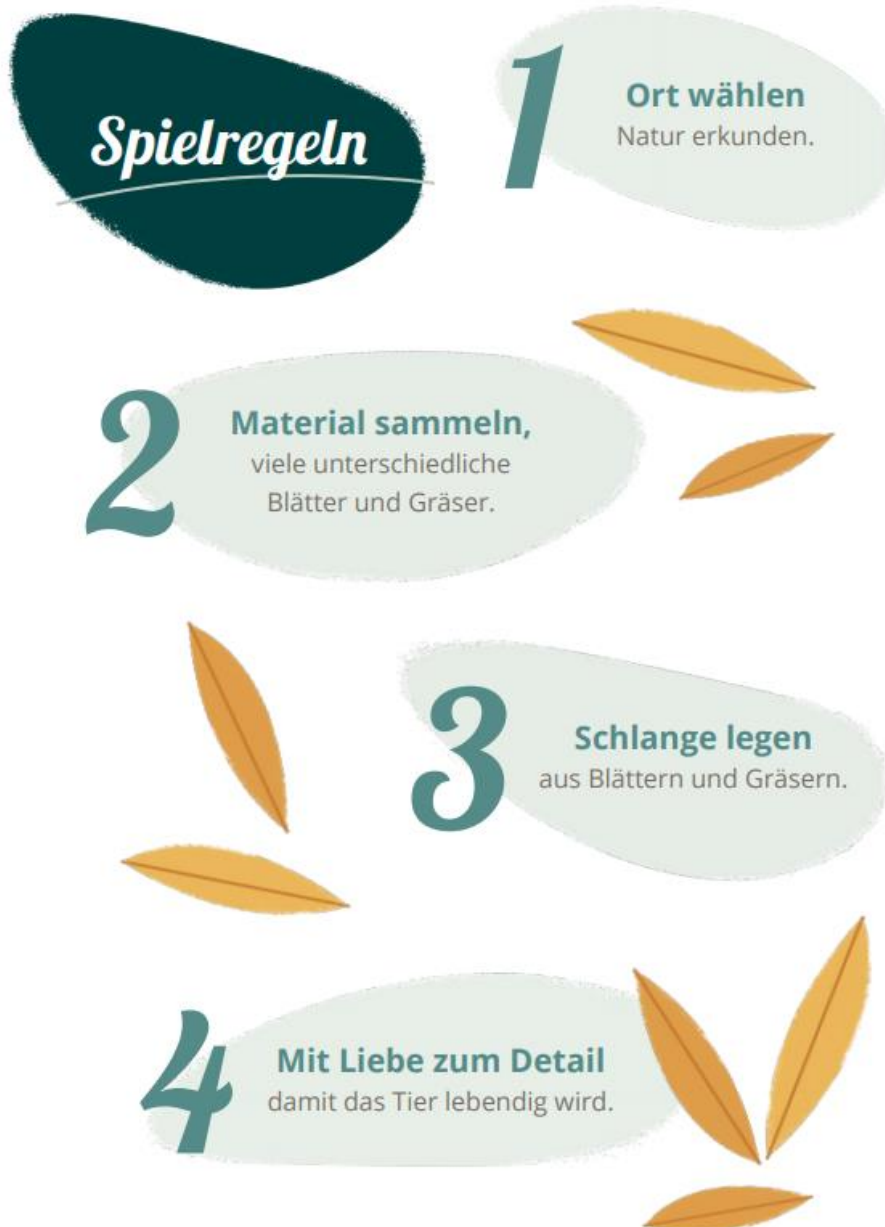 Spielregeln
1
Ort wählen
Natur erkunden.
2
Material sammeln,
viele unterschiedliche
Blätter und Gräser.
3
Schlange legen
aus Blättern und Gräsern.
4
Mit Liebe zum Detail
damit das Tier lebendig wird.